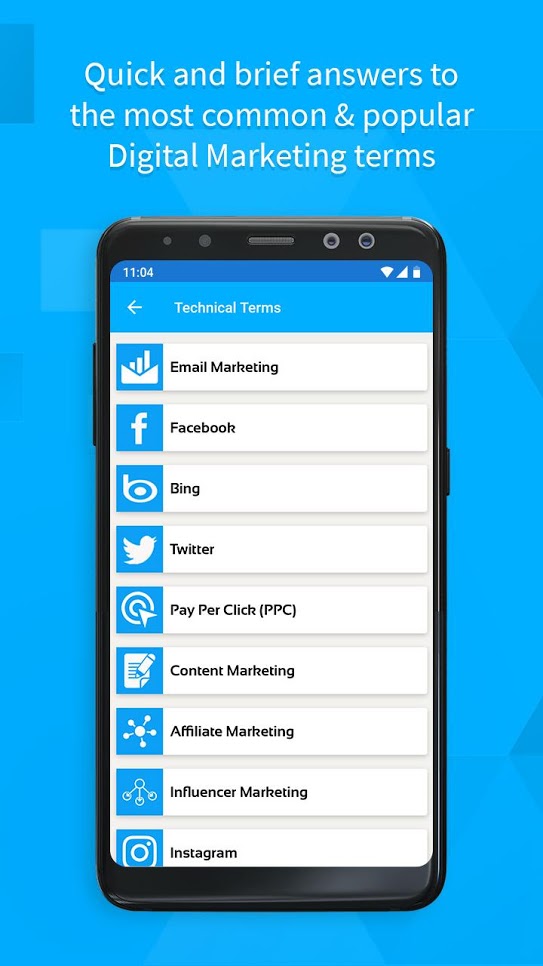 Quick and brief answers to
the most common & popular
Digital Marketing terms
11:04
Technical Terms
Email Marketing
Facebook
Bing
Twitter
Pay Per Click (PPC)
Content Marketing
Affiliate Marketing
Influencer Marketing
Instagram